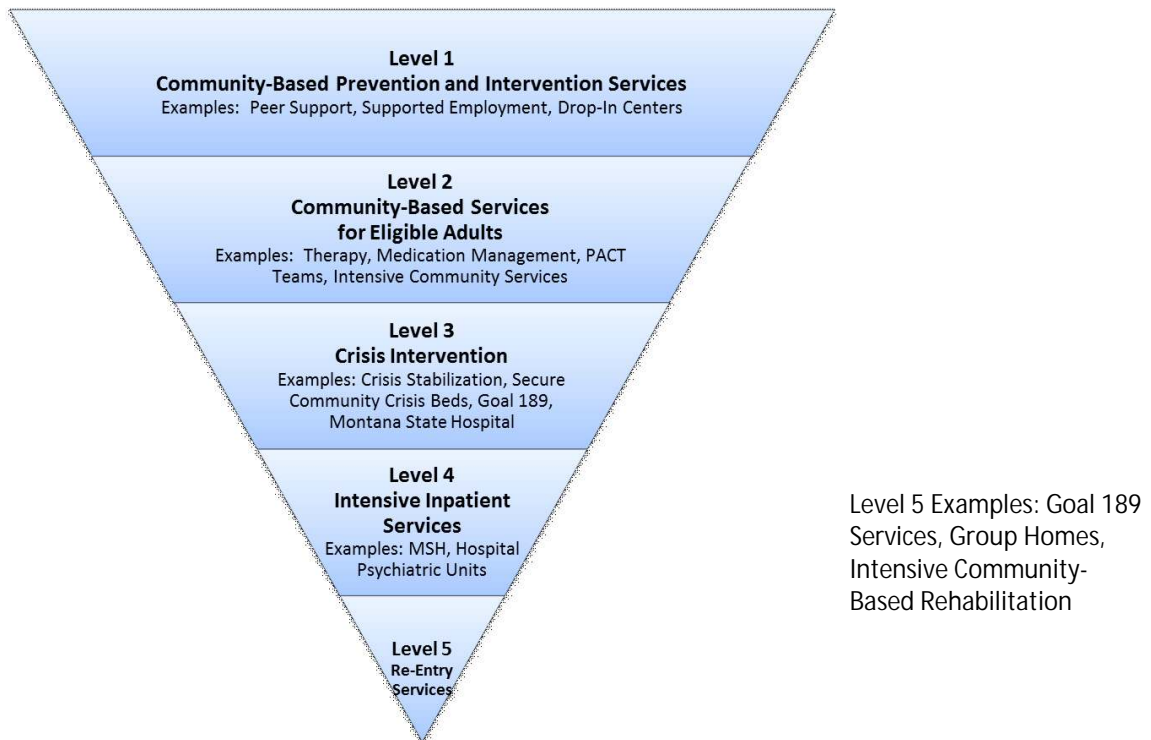 Level 1
Community-Based Prevention and Intervention Services
Examples: Peer Support, Supported Employment, Drop-In Centers
Level 2
Community-Based Services
for Eligible Adults
Examples: Therapy, Medication Management, PACT
Teams, Intensive Community Services
Level 3
Crisis Intervention
Examples: Crisis Stabilization, Secure
Community Crisis Beds, Goal 189,
Montana State Hospital
Level 4
Intensive Inpatient
Services
Examples: MSH, Hospital
Psychiatric Units
Level 5
Re-Entry
Services
Level 5 Examples: Goal 189
Services, Group Homes,
Intensive Community-
Based Rehabilitation